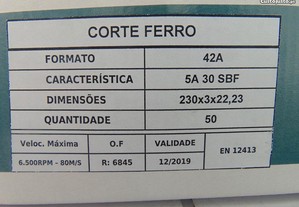 CORTE FERRO
FORMATO 42A
CARACTERÍSTICA 5A 30 SBF
DIMENSÕES 230x3x22,23
QUANTIDADE 50
Veloc. Máxima O.F VALIDADE EN 12413
6.500RPM – 80M/S R: 6845 12/2019